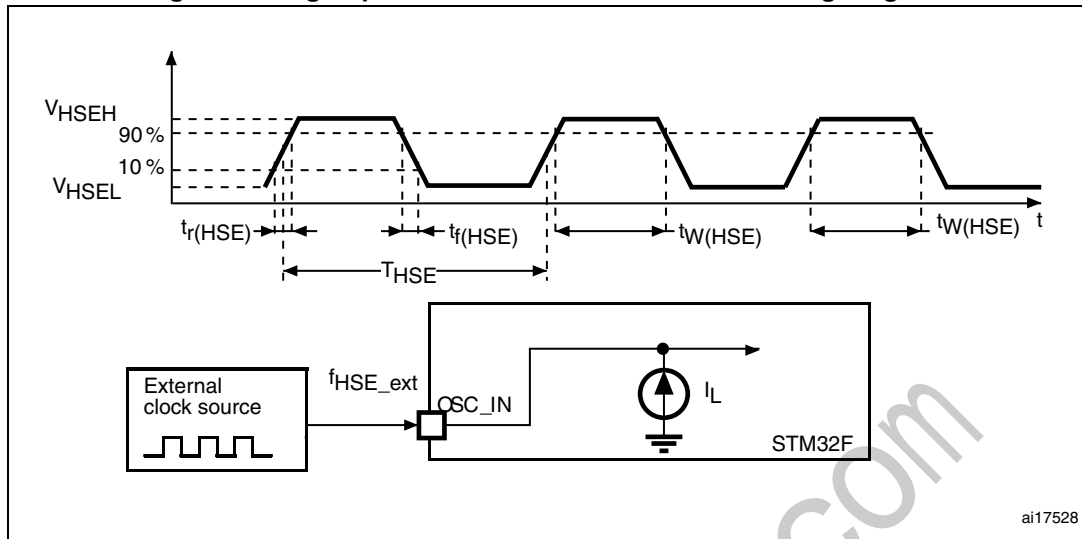 VHSEH
90 %
10 %
VHSEL
tr(HSE)
tf(HSE)
tW(HSE)
tW(HSE)
t
THSE
External
clock source
fHSE_ext
OSC_IN
IL
STM32F
com
ai17528